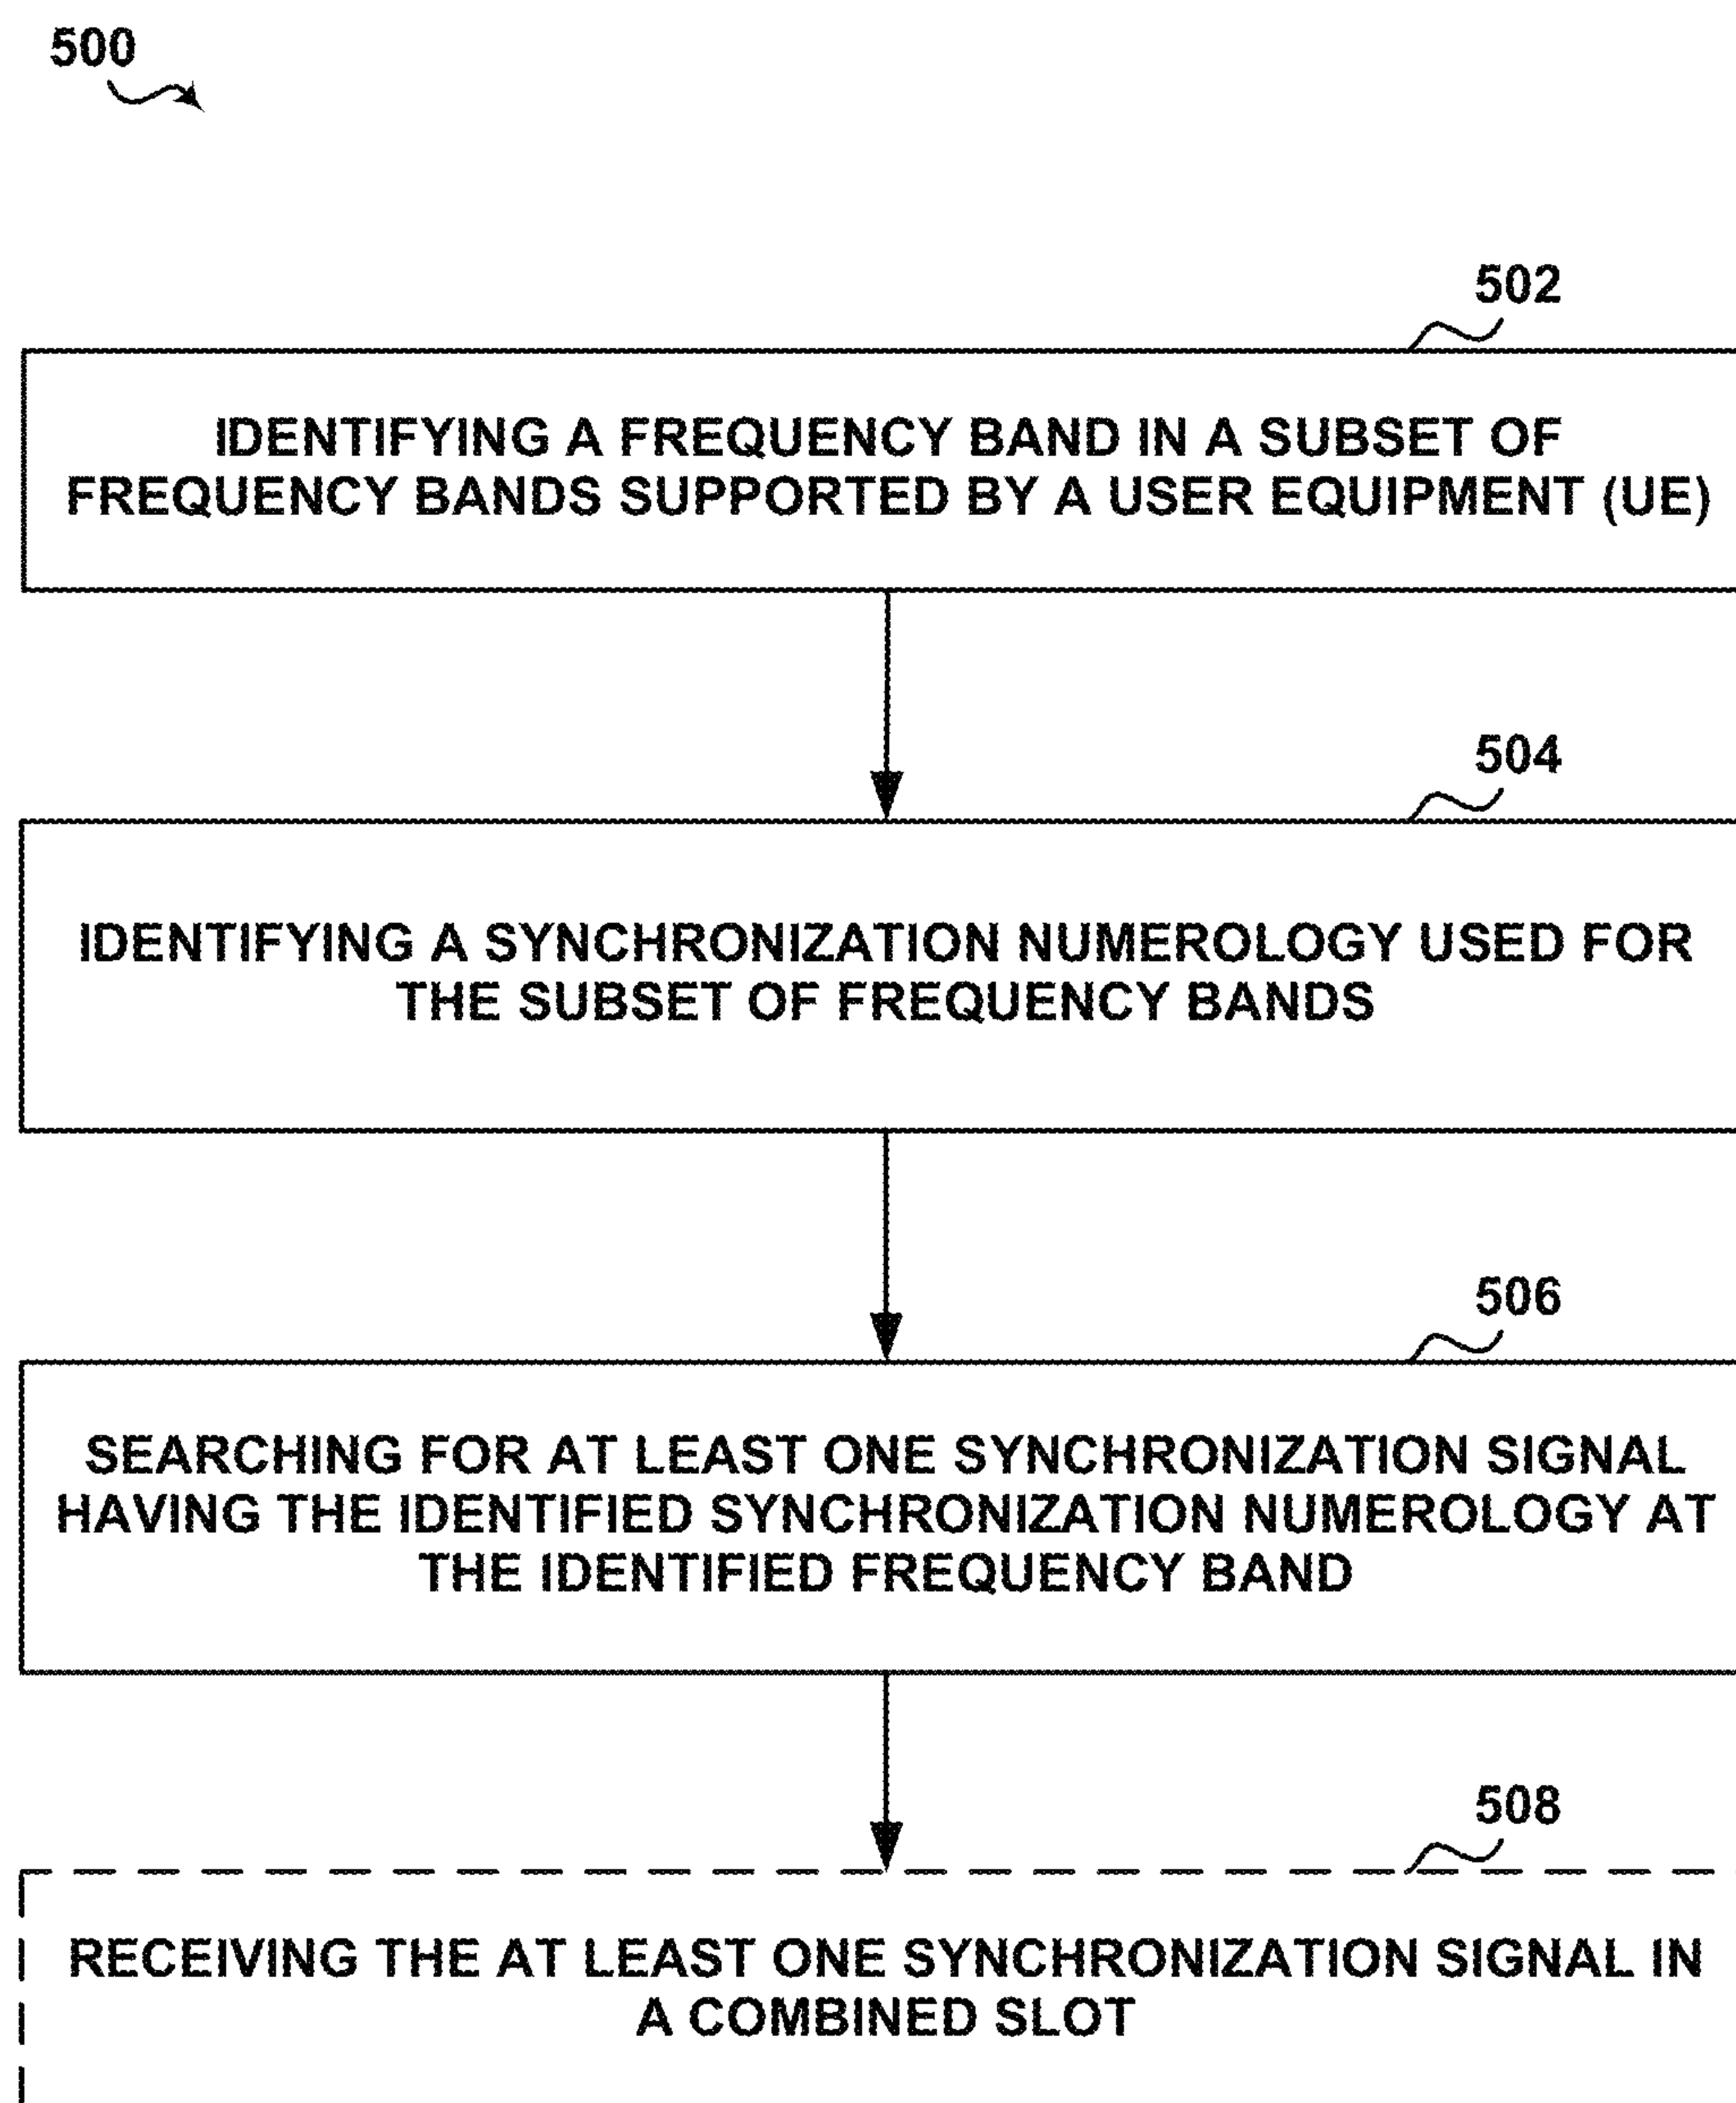 500
502
IDENTIFYING A FREQUENCY BAND IN A SUBSET OF
FREQUENCY BANDS SUPPORTED BY A USER EQUIPMENT (UE)
504
IDENTIFYING A SYNCHRONIZATION NUMEROLOGY USED FOR
THE SUBSET OF FREQUENCY BANDS
506
SEARCHING FOR AT LEAST ONE SYNCHRONIZATION SIGNAL
HAVING THE IDENTIFIED SYNCHRONIZATION NUMEROLOGY AT
THE IDENTIFIED FREQUENCY BAND
508
RECEIVING THE AT LEAST ONE SYNCHRONIZATION SIGNAL IN
A COMBINED SLOT